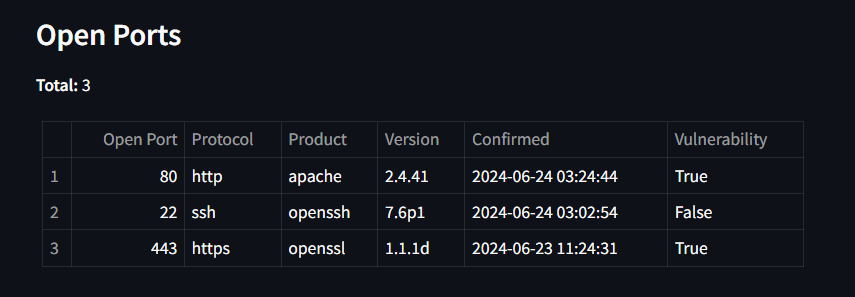 Open Ports
Total: 3
Open Port Protocol Product Version Confirmed Vulnerability
1 80 http apache 2.4.41 2024-06-24 03:24:44 True
2 22 ssh openssh 7.6p1 2024-06-24 03:02:54 False
3 443 https openssl 1.1.1d 2024-06-23 11:24:31 True